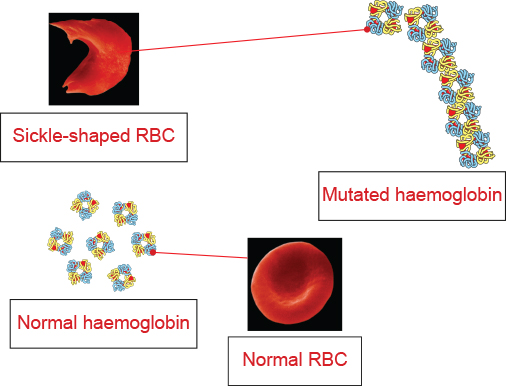 Sickle-shaped RBC
Mutated haemoglobin
Normal haemoglobin
Normal RBC